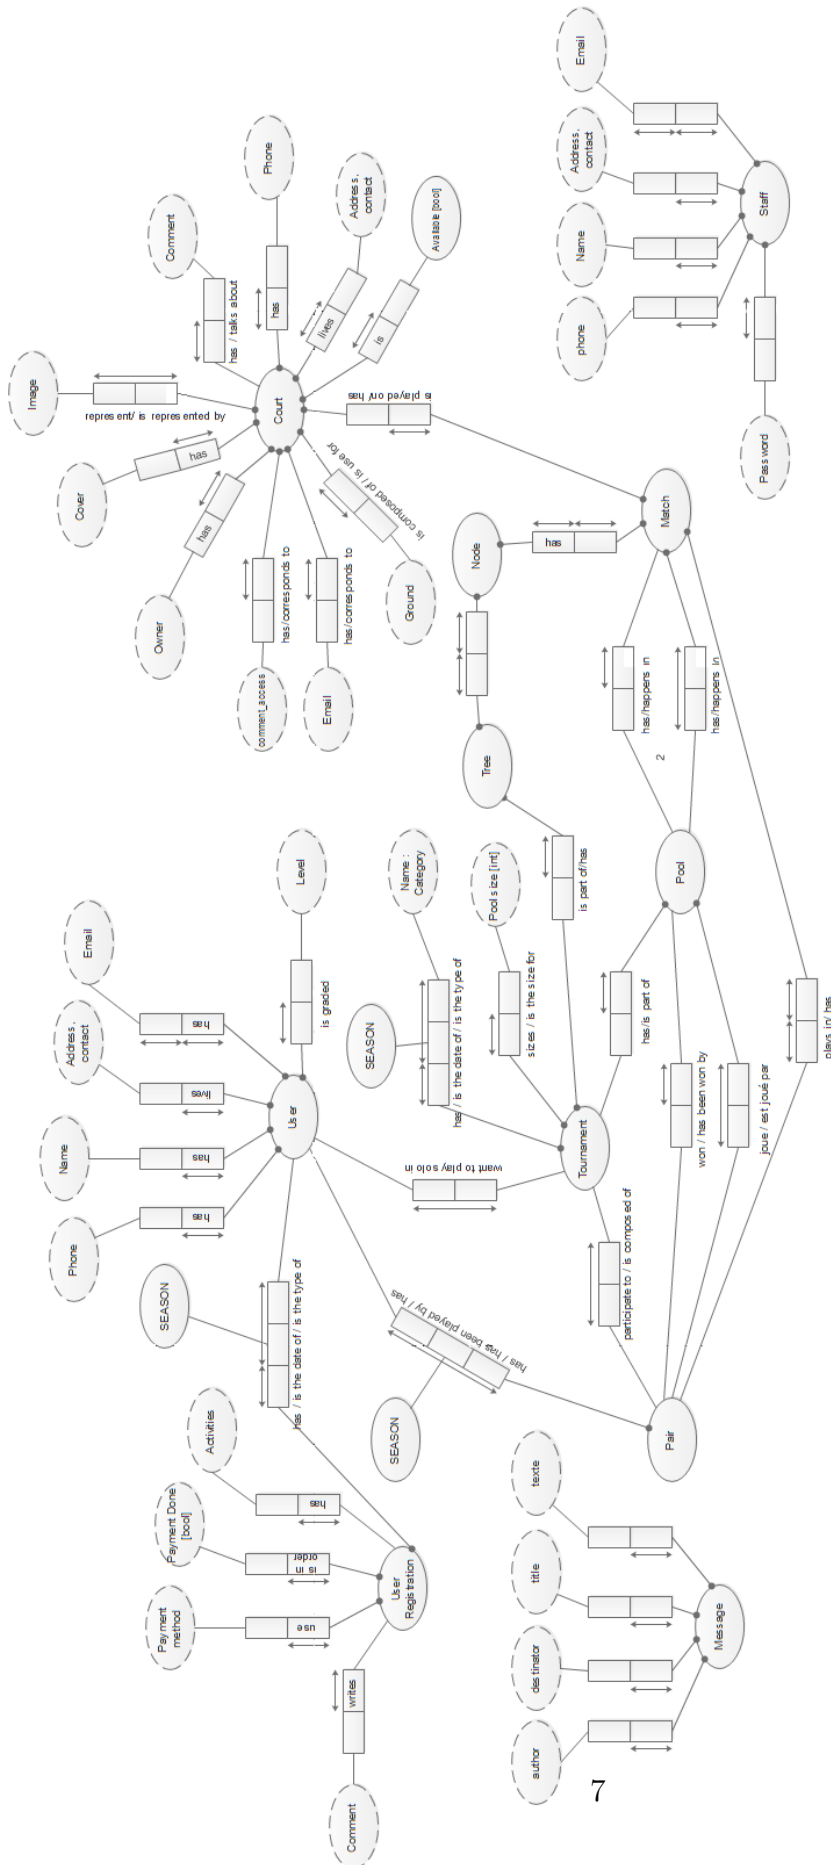 Email
Address,
contact
Name
phone
Staff
Password
Phone
Comment
Address,
contact
Available [bool]
Image
has / talks about
has
lives
is
represent/ is represented by
Court
is played on/ has
Cover
has
Owner
has
has/corresponds to
has/corresponds to
is composed of / is use for
comment_access
Email
Ground
Node
has
Match
Tree
has/happens in
has/happens in
2
is part of/has
Pool
Level
is graded
Name :
Category
Pool size [int]
SEASON
has / is the date of / is the type of
sizes / is the size for
has/is part of
plays in/ has
Email
Address,
contact
Name
Phone
has
lives
has
has
User
want to play solo in
Tournament
won / has been won by
joue / est joué par
participate to / is composed of
SEASON
has / is the date of / is the type of
has / has been played by has /
SEASON
Pair
Activities
Payment Done
[bool]
Payment
method
has
is in
order
use
User
Registration
writes
Comment
texte
title
destinator
author
Message
7